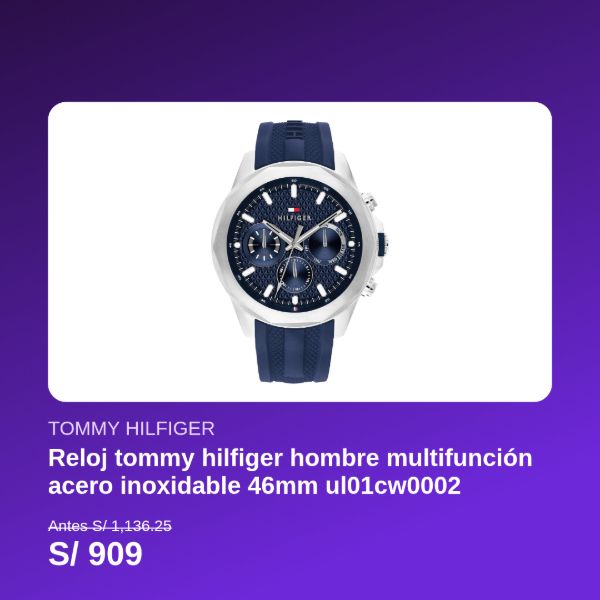 HILFIGER
TOMMY HILFIGER
Reloj tommy hilfiger hombre multifunción
acero inoxidable 46mm ul01cw0002
Antes S/ 1,136.25
S/ 909